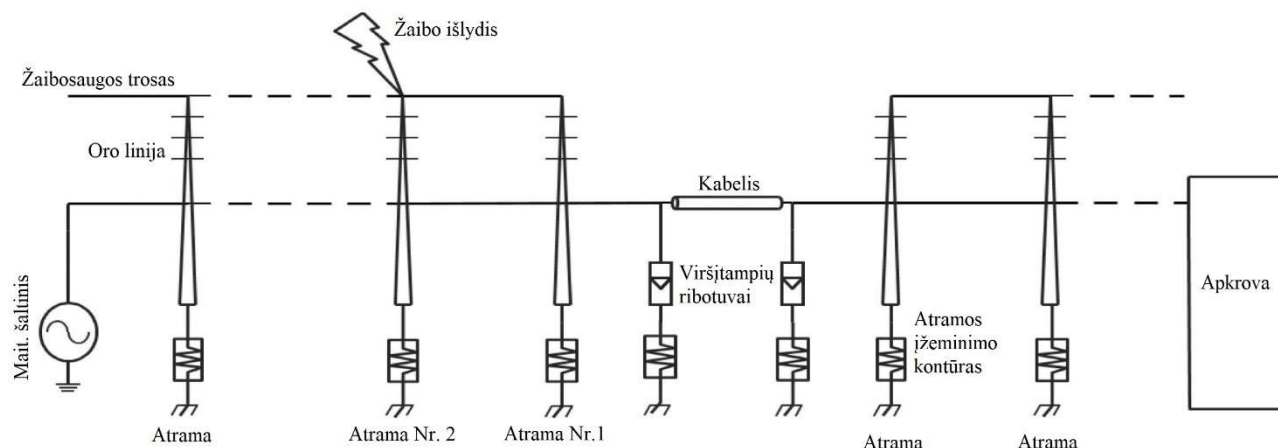 Žaibo išlydis
Žaibosaugos trosas
Oro linija
Kabelis
Mait. šaltinis
Viršįtampių
ribotuvai
Atramos
įžeminimo
kontūras
Apkrova
Atrama
Atrama Nr. 2
Atrama Nr.1
Atrama
Atrama